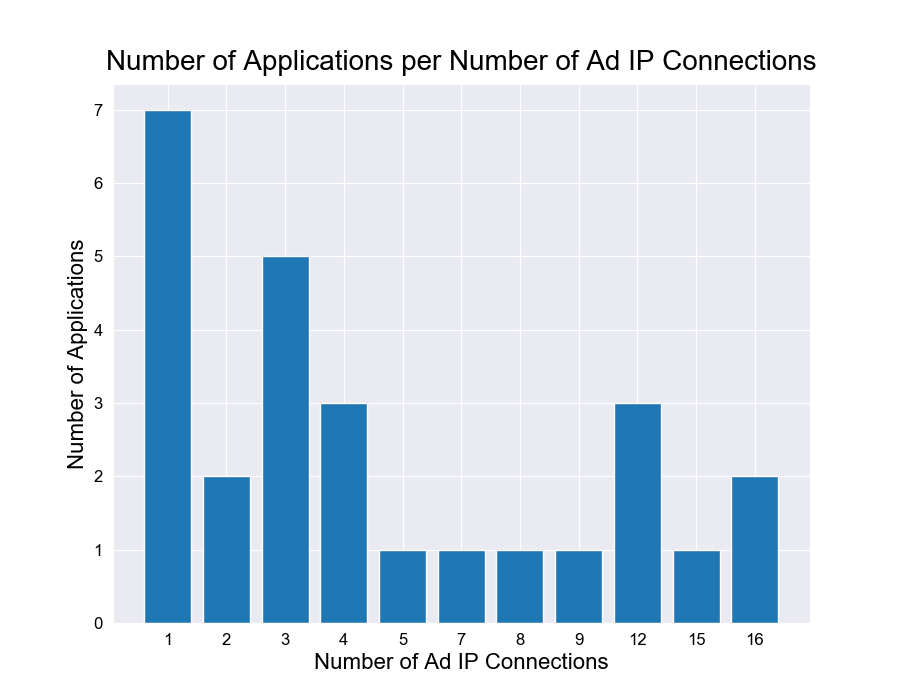 Number of Applications per Number of Ad IP Connections
7
6
5
4
3
2
1
0
Number of Applications
1 2 3 4 5 7 8 9 12 15 16
Number of Ad IP Connections